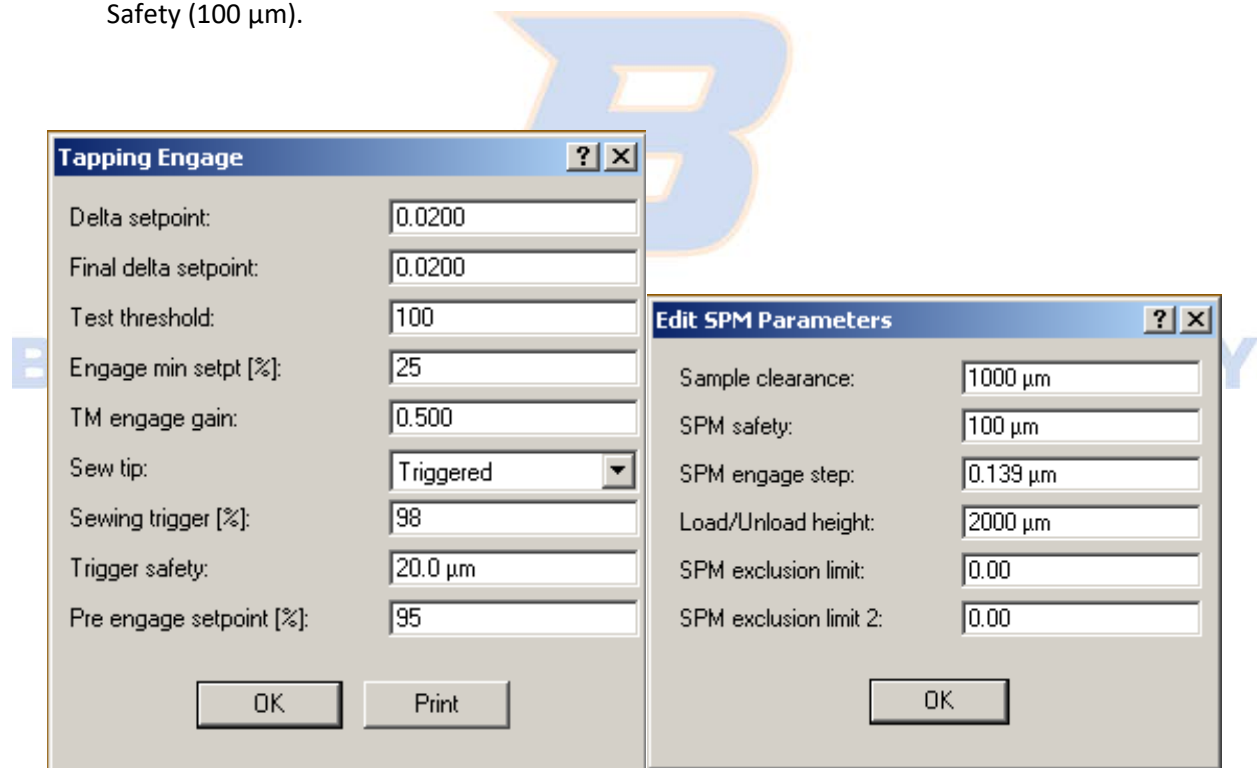 Safety (100 µm).
Tapping Engage
Delta setpoint: 0.0200
Final delta setpoint: 0.0200
Test threshold: 100
Engage min setpt [%]: 25
TM engage gain: 0.500
Sew tip: Triggered
Sewing trigger [%]: 98
Trigger safety: 20.0 µm
Pre engage setpoint [%]: 95
OK Print
Edit SPM Parameters
Sample clearance: 1000 µm
SPM safety: 100 µm
SPM engage step: 0.139 µm
Load/Unload height: 2000 µm
SPM exclusion limit: 0.00
SPM exclusion limit 2: 0.00
OK
B
B
Y